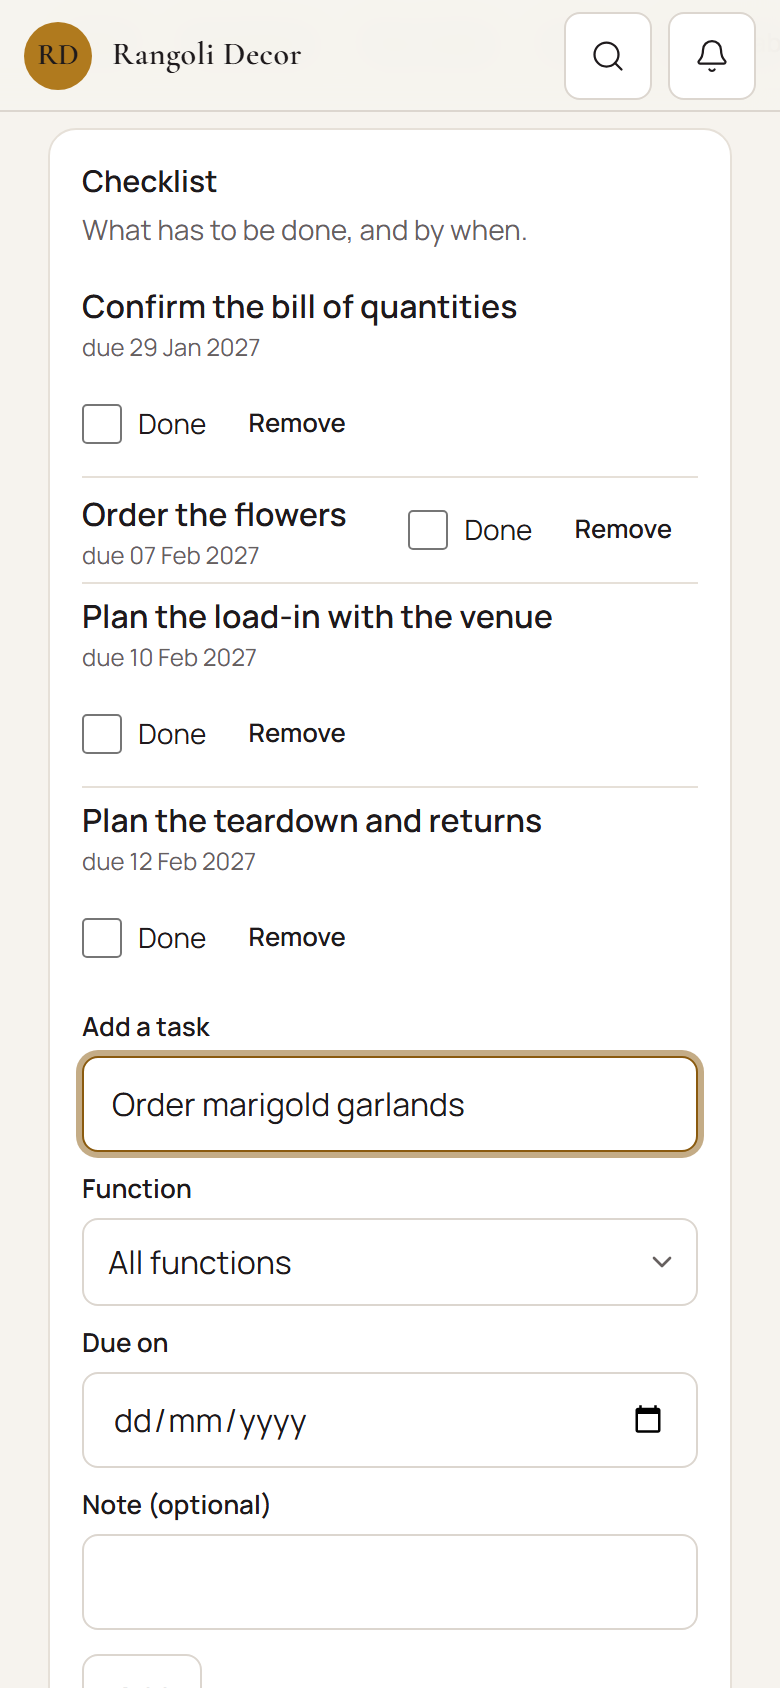 RD Rangoli Decor
Checklist
What has to be done, and by when.
Confirm the bill of quantities
due 29 Jan 2027
Done Remove
Order the flowers
due 07 Feb 2027
Done Remove
Plan the load-in with the venue
due 10 Feb 2027
Done Remove
Plan the teardown and returns
due 12 Feb 2027
Done Remove
Add a task
Order marigold garlands
Function
All functions
Due on
dd/mm/yyyy
Note (optional)